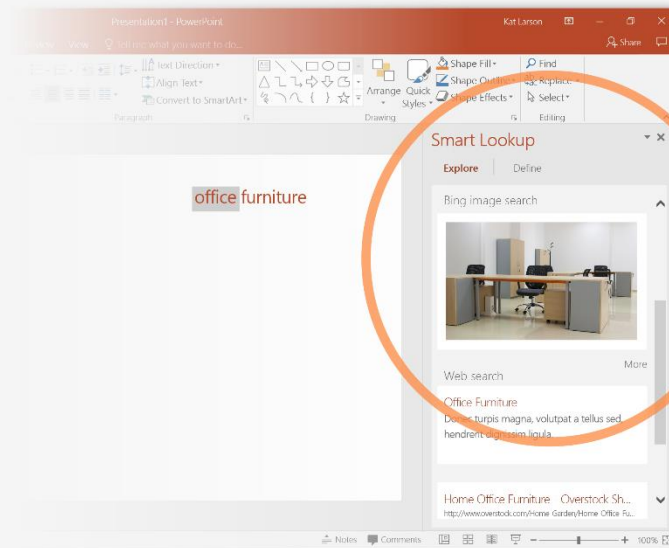 Presentation1 - PowerPoint
Kat Larson
View
Tell me what you want to do...
Share
Text Direction
Align Text
Convert to SmartArt
Paragraph
Arrange
Quick Styles
Drawing
Shape Fill
Shape Outline
Shape Effects
Find
Replace
Select
Editing
office furniture
Smart Lookup
Explore
Define
Bing image search
More
Web search
Office Furniture
Donec turpis magna, volutpat a tellus sed,
hendrerit dignissim ligula.
Home Office Furniture Overstock Sh...
http://www.overstock.com/Home Garden/Home Office Fu...
Notes
Comments
100%